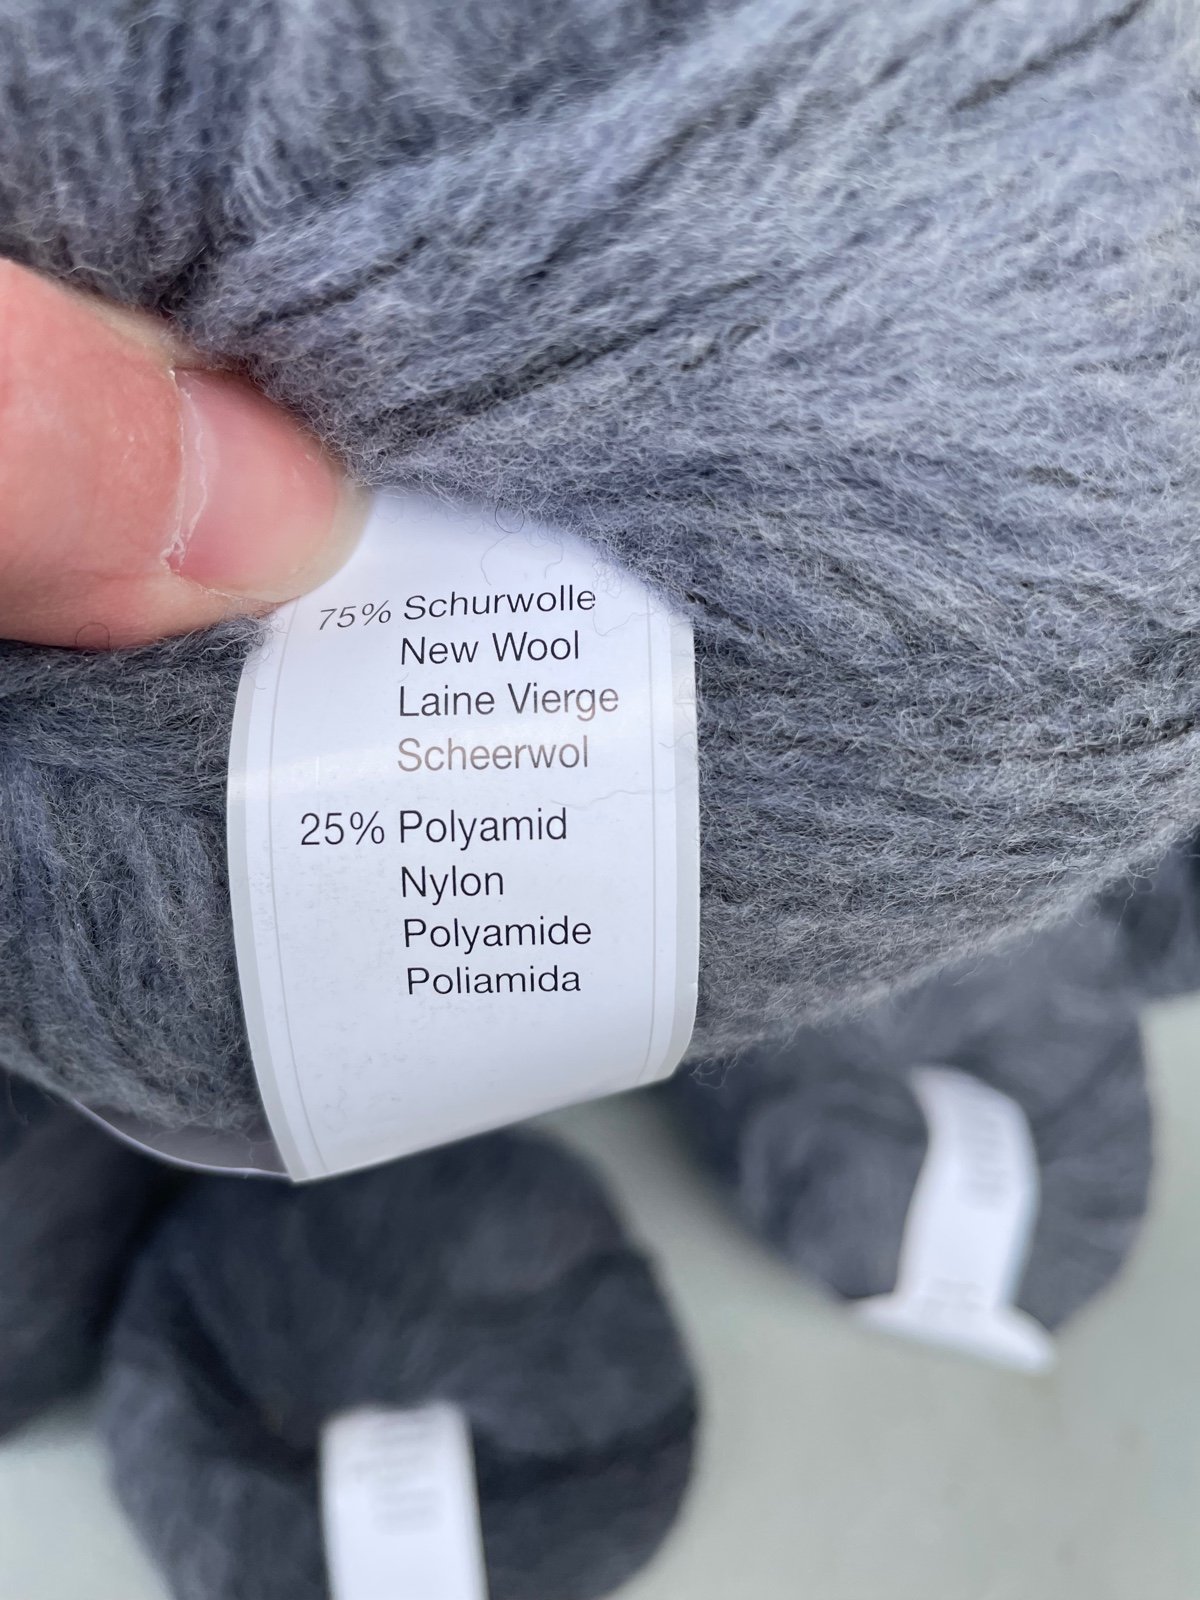 75% Schurwolle
New Wool
Laine Vierge
Scheerwol
25% Polyamid
Nylon
Polyamide
Poliamida